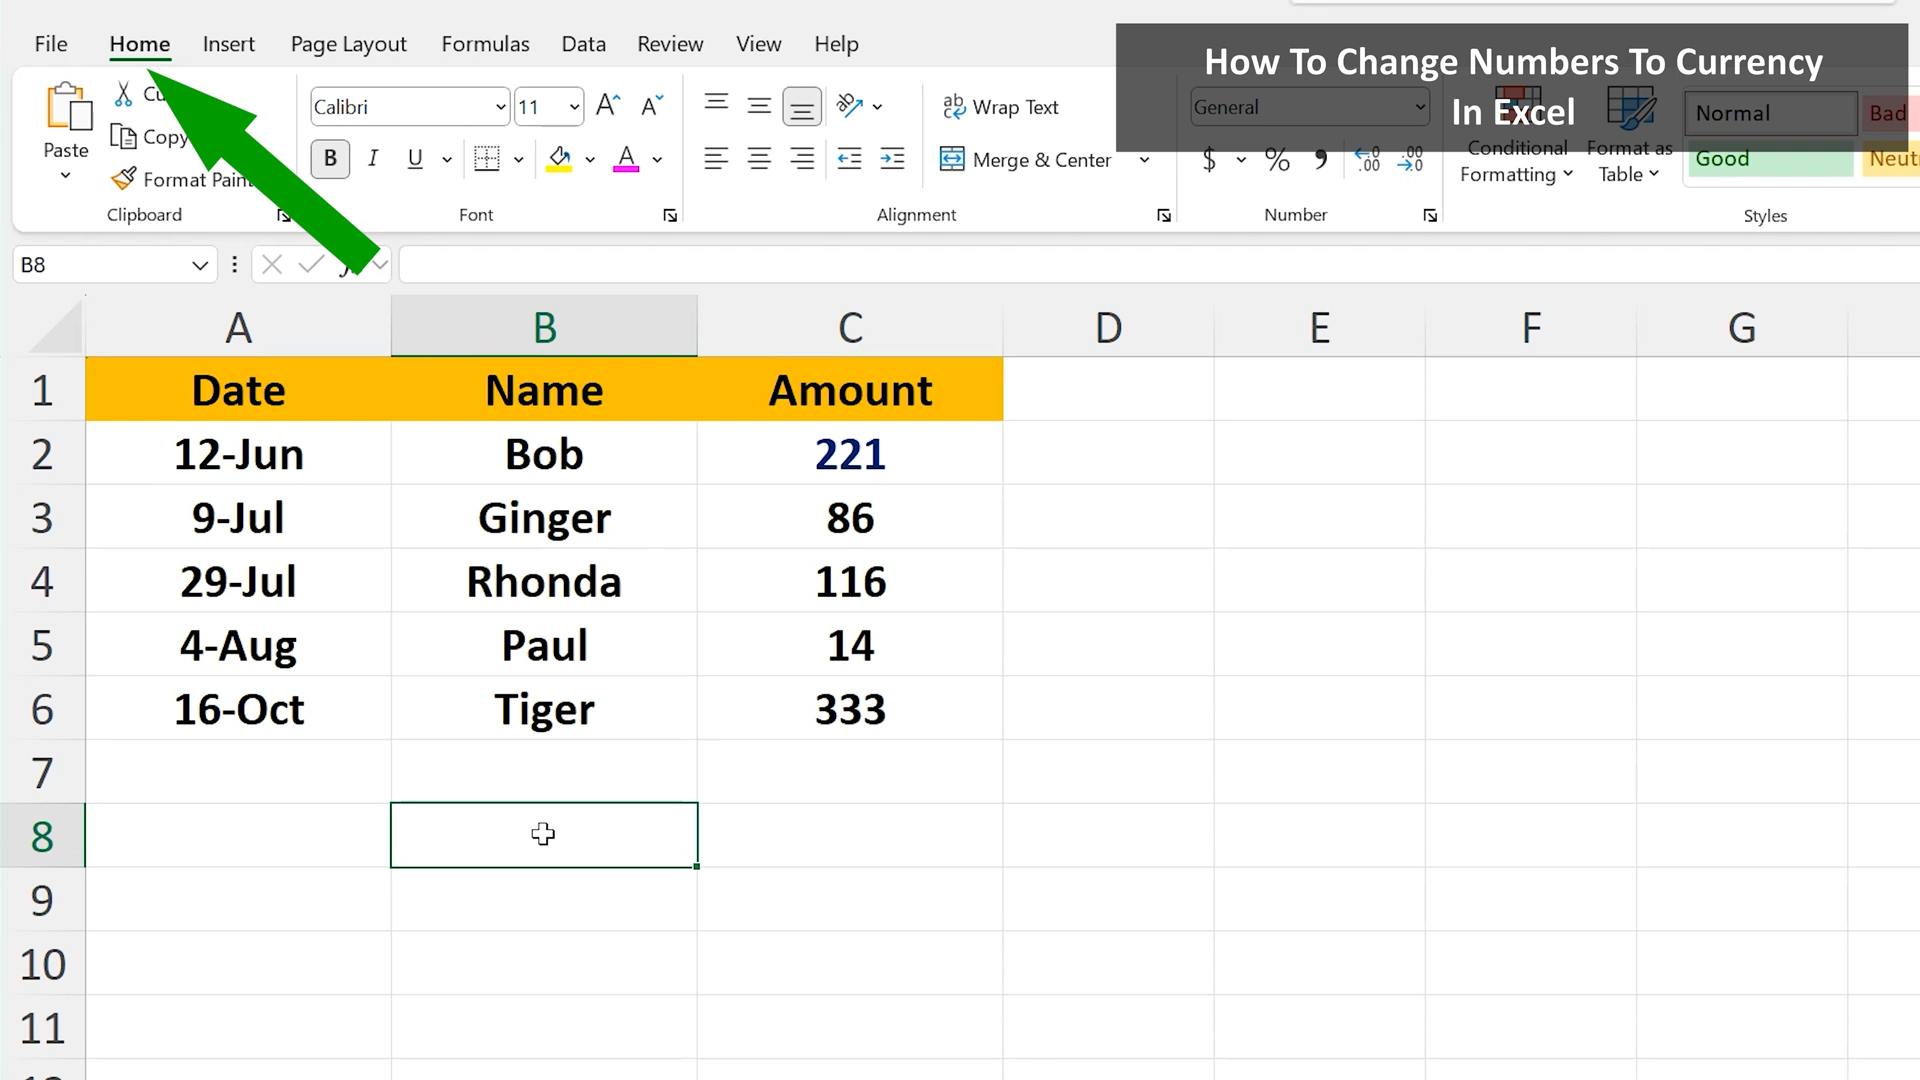 File Home Insert Page Layout Formulas Data Review View Help
How To Change Numbers To Currency
In Excel
Paste
Copy
Format
Clipboard
Calibri 11
B I U A
Font
ab Wrap Text
Merge & Center
Alignment
General
$ % 9 .00
Number
Conditional
Formatting
Format as
Table
Normal Bad
Good
Styles
B8
A B C D E F G
1 Date Name Amount
2 12-Jun Bob 221
3 9-Jul Ginger 86
4 29-Jul Rhonda 116
5 4-Aug Paul 14
6 16-Oct Tiger 333
7
8
9
10
11